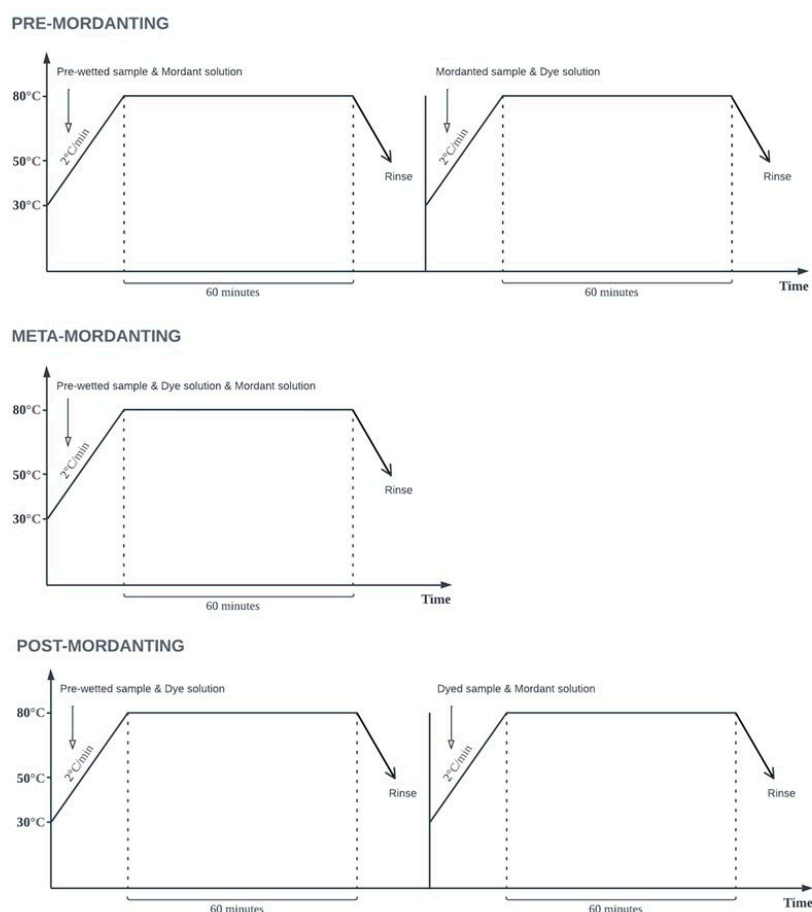 PRE-MORDANTING
Pre-wetted sample & Mordant solution
Mordanted sample & Dye solution
80°C
2°C/min
2°C/min
50°C
Rinse
Rinse
30°C
60 minutes
60 minutes
Time
META-MORDANTING
Pre-wetted sample & Dye solution & Mordant solution
80°C
2°C/min
50°C
Rinse
30°C
60 minutes
Time
POST-MORDANTING
Pre-wetted sample & Dye solution
Dyed sample & Mordant solution
80°C
2°C/min
2°C/min
50°C
Rinse
Rinse
30°C
60 minutes
60 minutes
Time